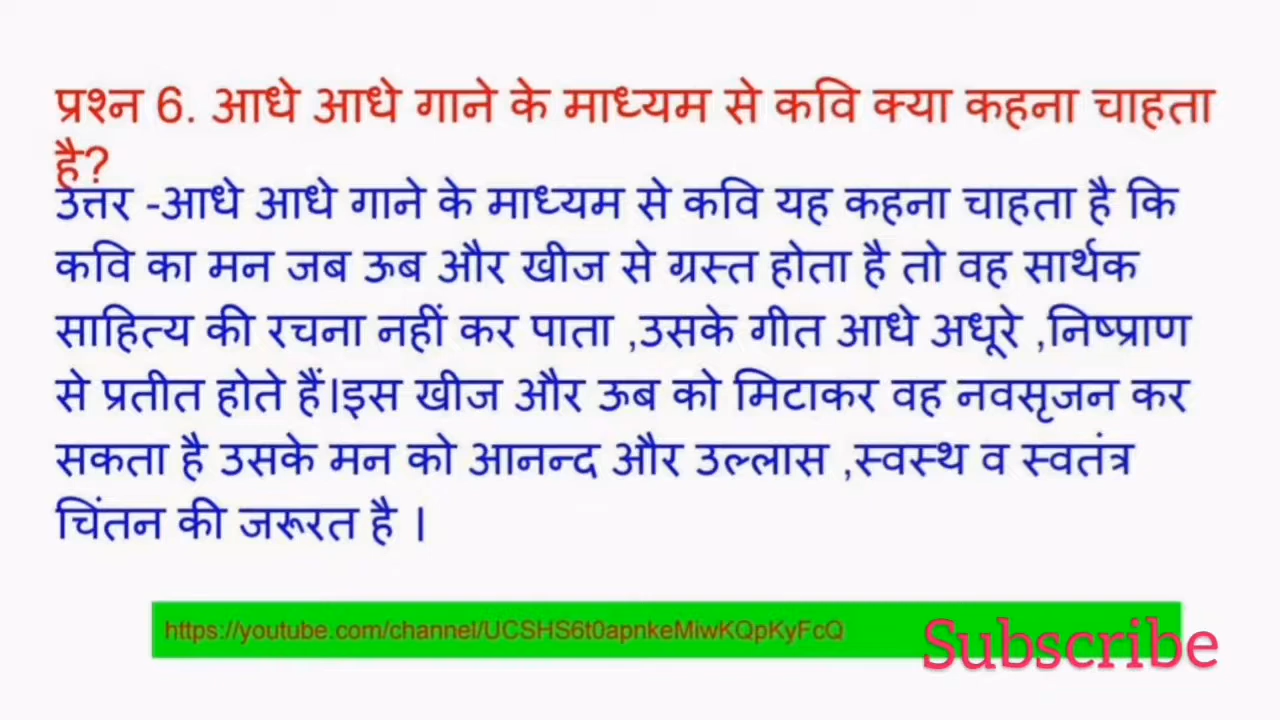 प्रश्न 6. आधे आधे गाने के माध्यम से कवि क्या कहना चाहता
है?
उत्तर -आधे आधे गाने के माध्यम से कवि यह कहना चाहता है कि
कवि का मन जब ऊब और खीज से ग्रस्त होता है तो वह सार्थक
साहित्य की रचना नहीं कर पाता ,उसके गीत आधे अधूरे ,निष्प्राण
से प्रतीत होते हैं।इस खीज और ऊब को मिटाकर वह नवसृजन कर
सकता है उसके मन को आनन्द और उल्लास ,स्वस्थ व स्वतंत्र
चिंतन की जरूरत है ।
https://youtube.com/channel/UCSHS6t0apnkeMiwKQpKyFcQ
Subscribe